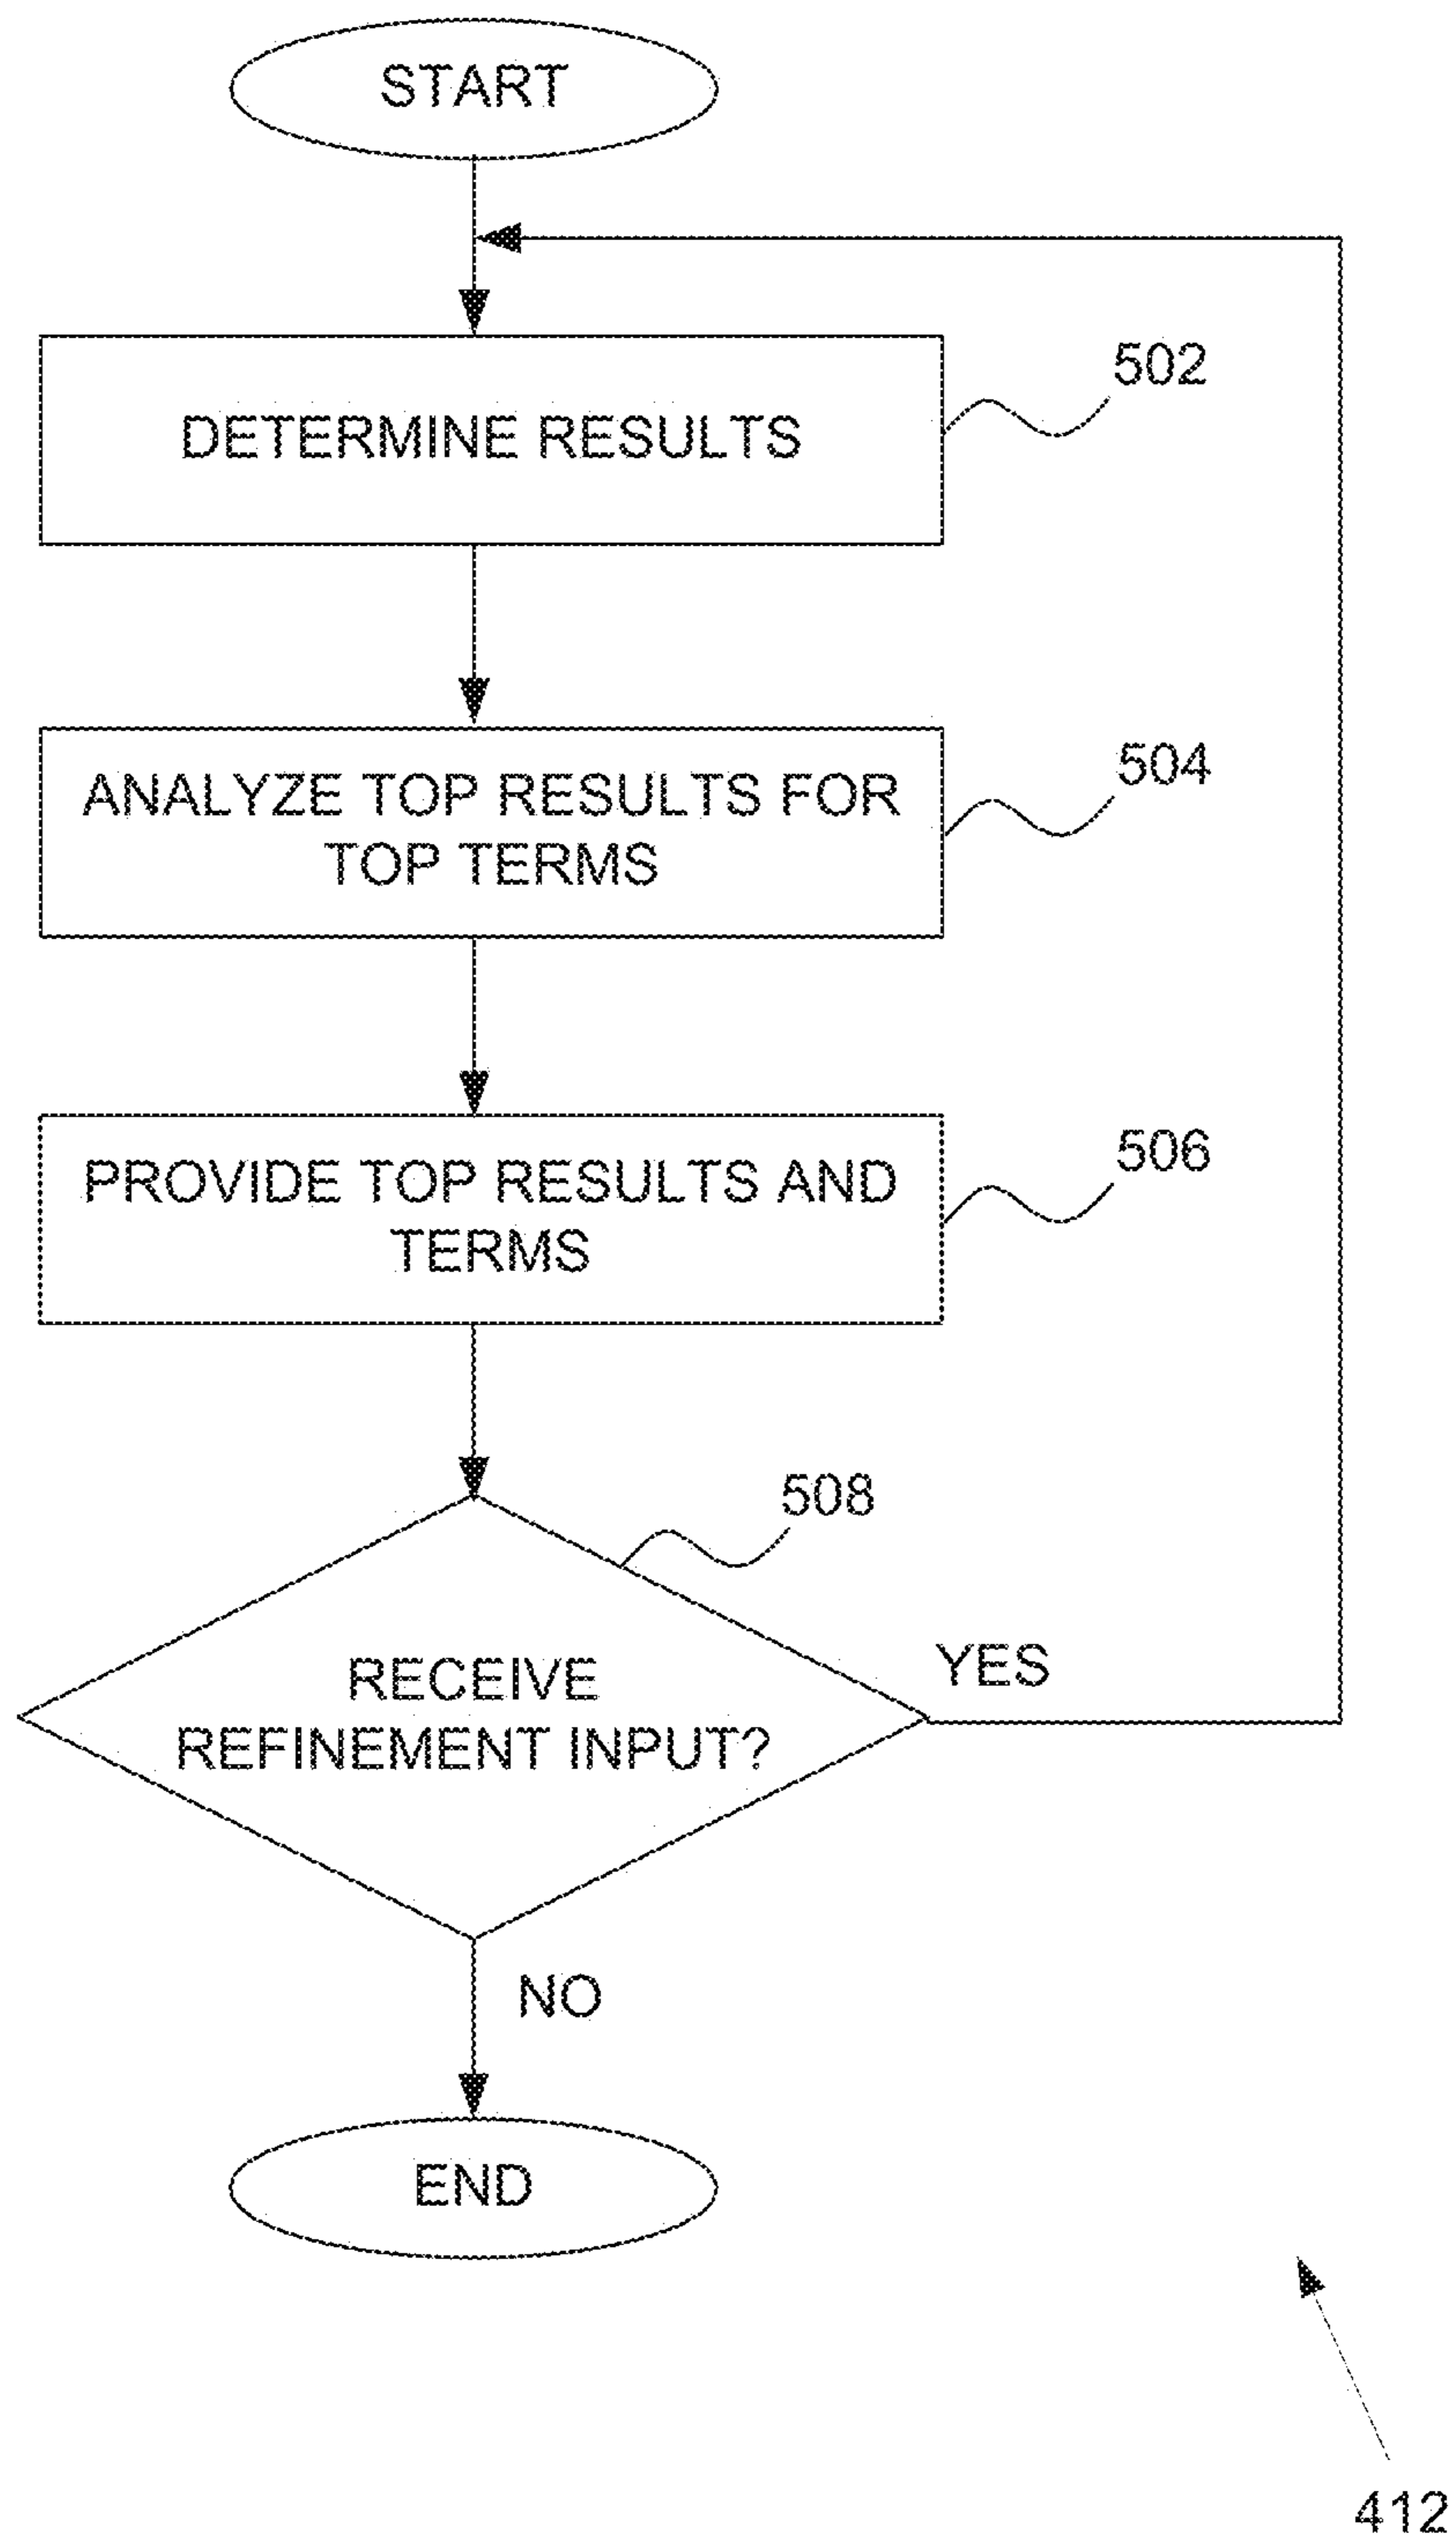 START
DETERMINE RESULTS
502
ANALYZE TOP RESULTS FOR
TOP TERMS
504
PROVIDE TOP RESULTS AND
TERMS
506
508
RECEIVE
REFINEMENT INPUT?
YES
NO
END
412